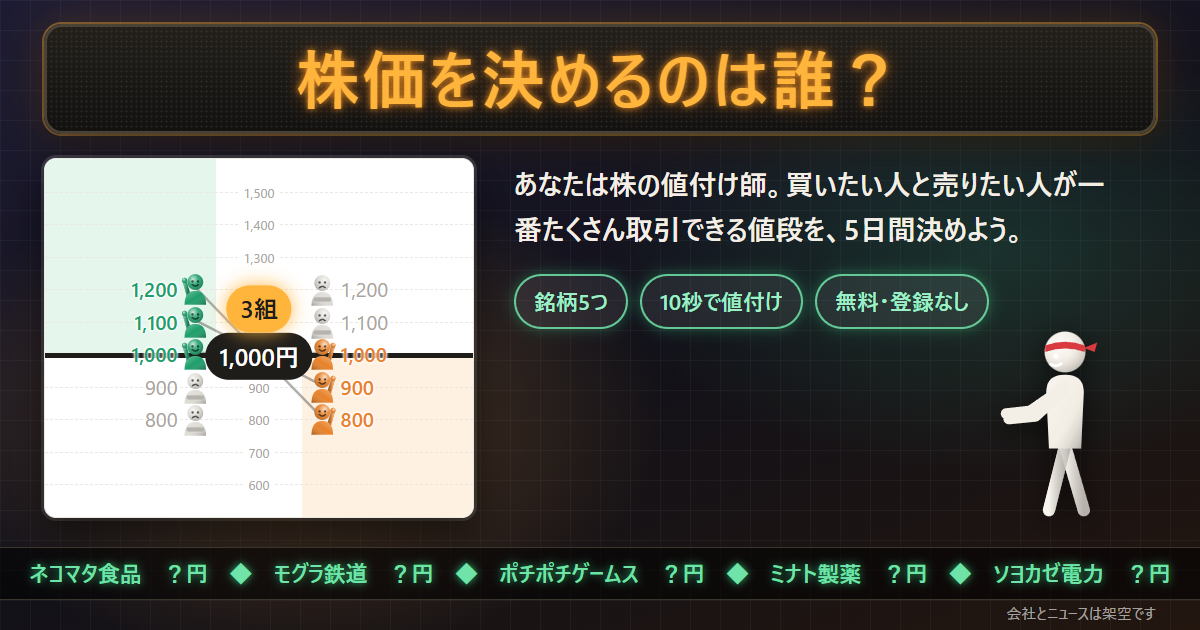 株価を決めるのは誰？
1,500
1,400
1,300
1,200
3組
1,200
1,100
1,100
1,000
1,000円
1,000
900
900
900
800
800
800
700
600
あなたは株の値付け師。買いたい人と売りたい人が一
番たくさん取引できる値段を、5日間決めよう。
銘柄5つ
10秒で値付け
無料・登録なし
ネコマタ食品 ？円 ◆ モグラ鉄道 ？円 ◆ ポチポチゲームス ？円 ◆ ミナト製薬 ？円 ◆ ソヨカゼ電力 ？円
会社とニュースは架空です